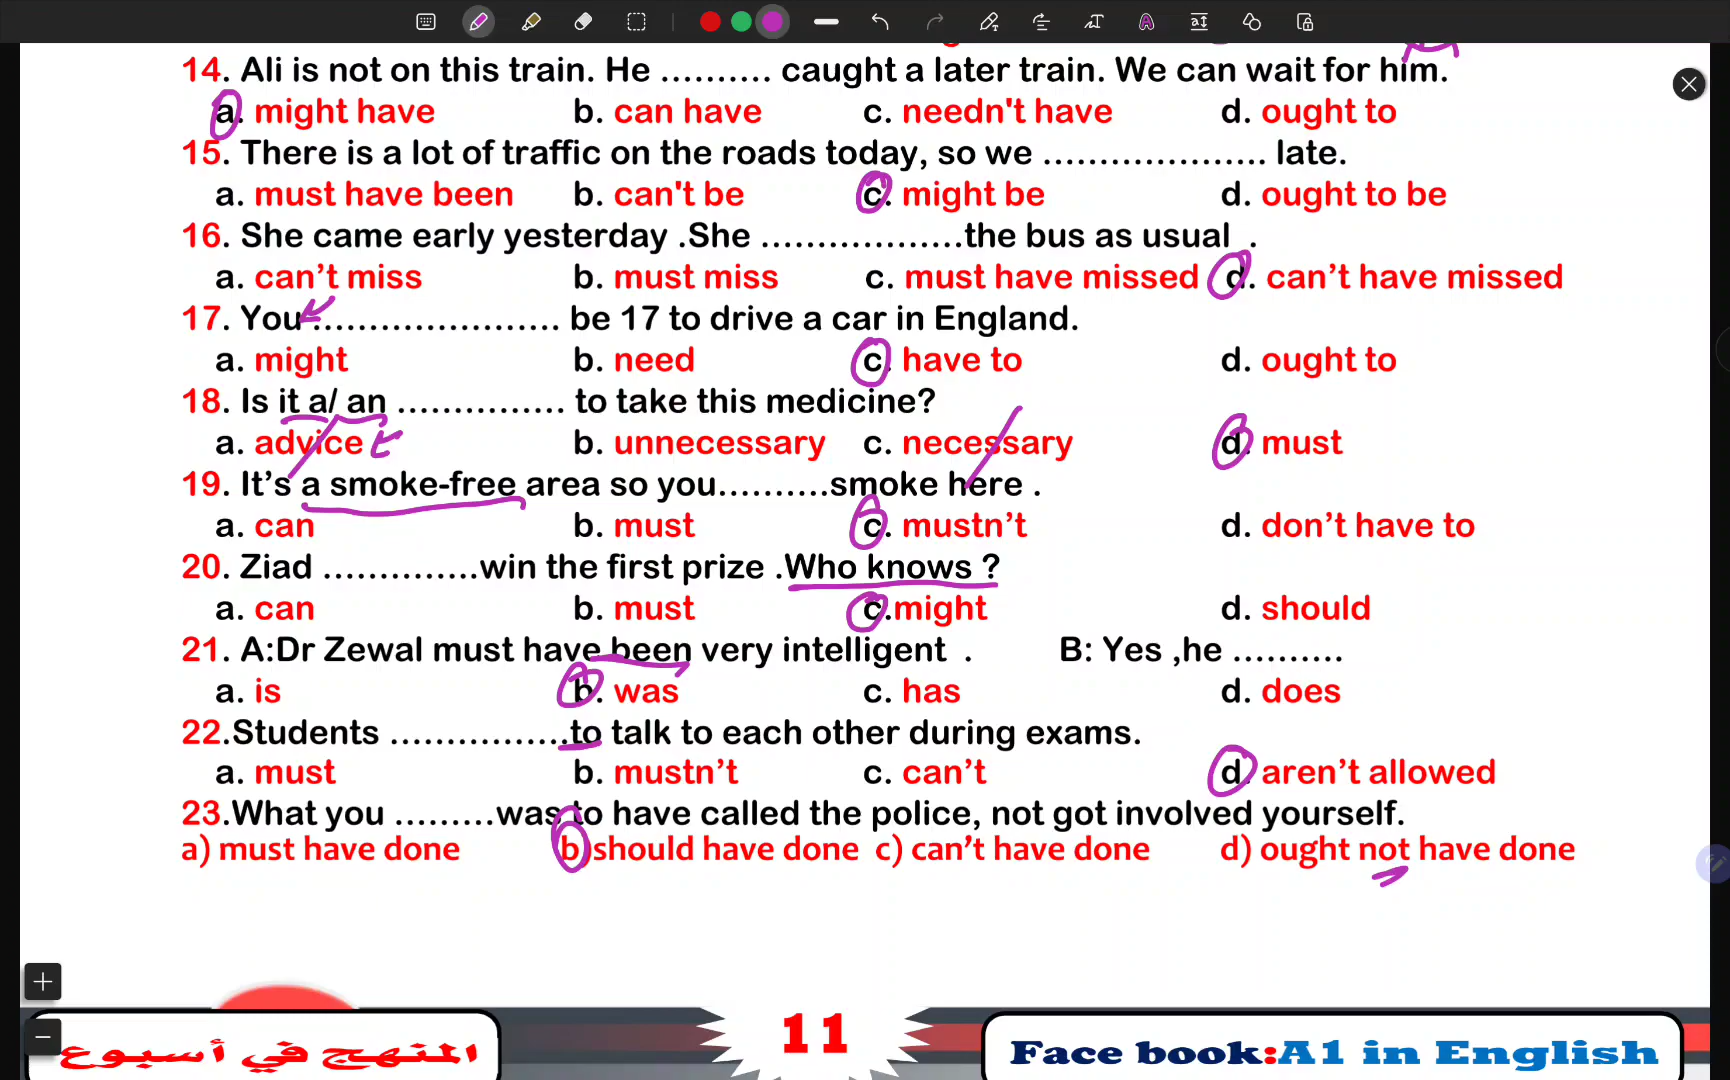 14. Ali is not on this train. He .......... caught a later train. We can wait for him.
a. might have b. can have c. needn't have d. ought to
15. There is a lot of traffic on the roads today, so we .................... late.
a. must have been b. can't be c. might be d. ought to be
16. She came early yesterday .She ..................the bus as usual .
a. can’t miss b. must miss c. must have missed d. can’t have missed
17. You ...................... be 17 to drive a car in England.
a. might b. need c. have to d. ought to
18. Is it a/ an ............... to take this medicine?
a. advice b. unnecessary c. necessary d. must
19. It’s a smoke-free area so you..........smoke here .
a. can b. must c. mustn’t d. don’t have to
20. Ziad ..............win the first prize .Who knows ?
a. can b. must c.might d. should
21. A:Dr Zewal must have been very intelligent . B: Yes ,he ..........
a. is b. was c. has d. does
22.Students ................to talk to each other during exams.
a. must b. mustn’t c. can’t d. aren’t allowed
23.What you .........was to have called the police, not got involved yourself.
a) must have done b) should have done c) can’t have done d) ought not have done
المنهج في أسبوع
11
Face book:A1 in English